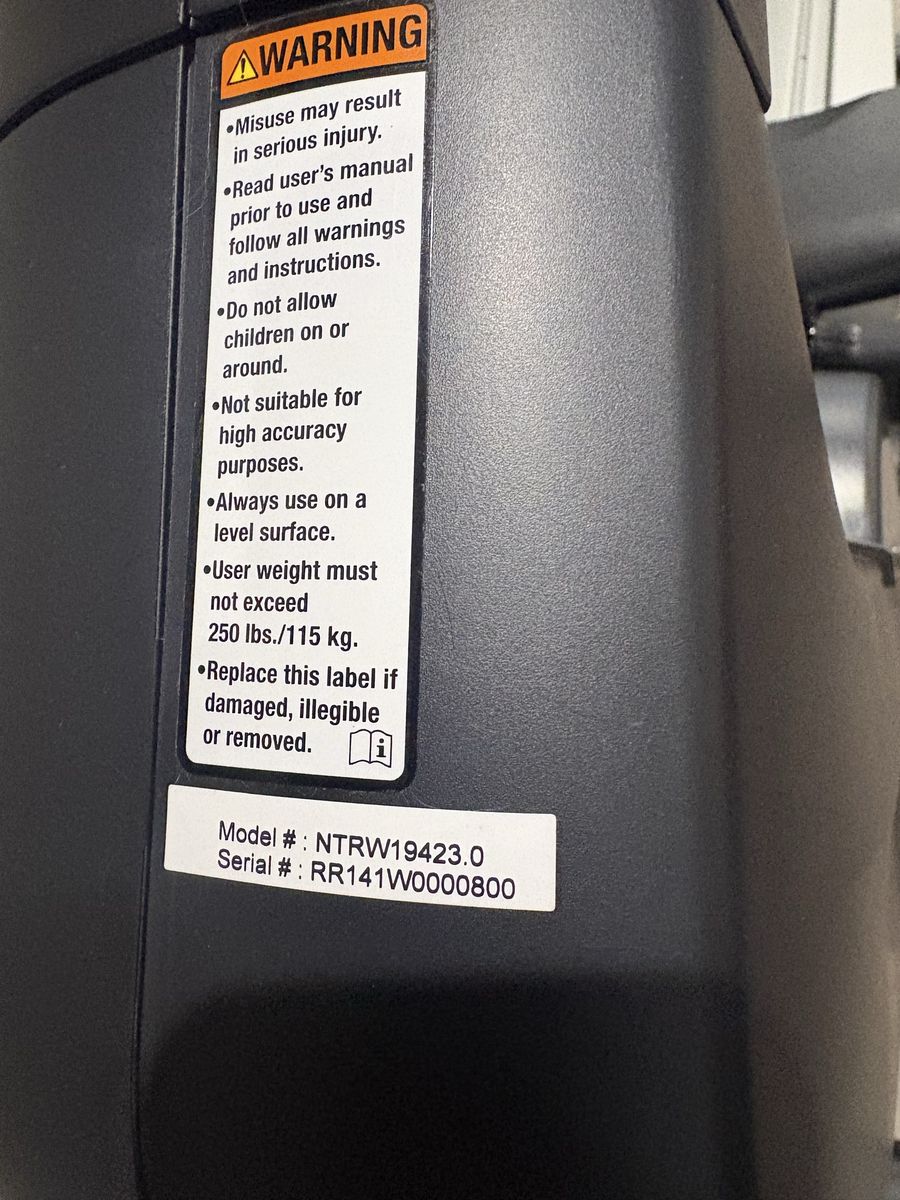 WARNING
•Misuse may result
in serious injury.
•Read user's manual
prior to use and
follow all warnings
and instructions.
•Do not allow
children on or
around.
•Not suitable for
high accuracy
purposes.
•Always use on a
level surface.
•User weight must
not exceed
250 lbs./115 kg.
•Replace this label if
damaged, illegible
or removed.
Model # : NTRW19423.0
Serial # : RR141W0000800